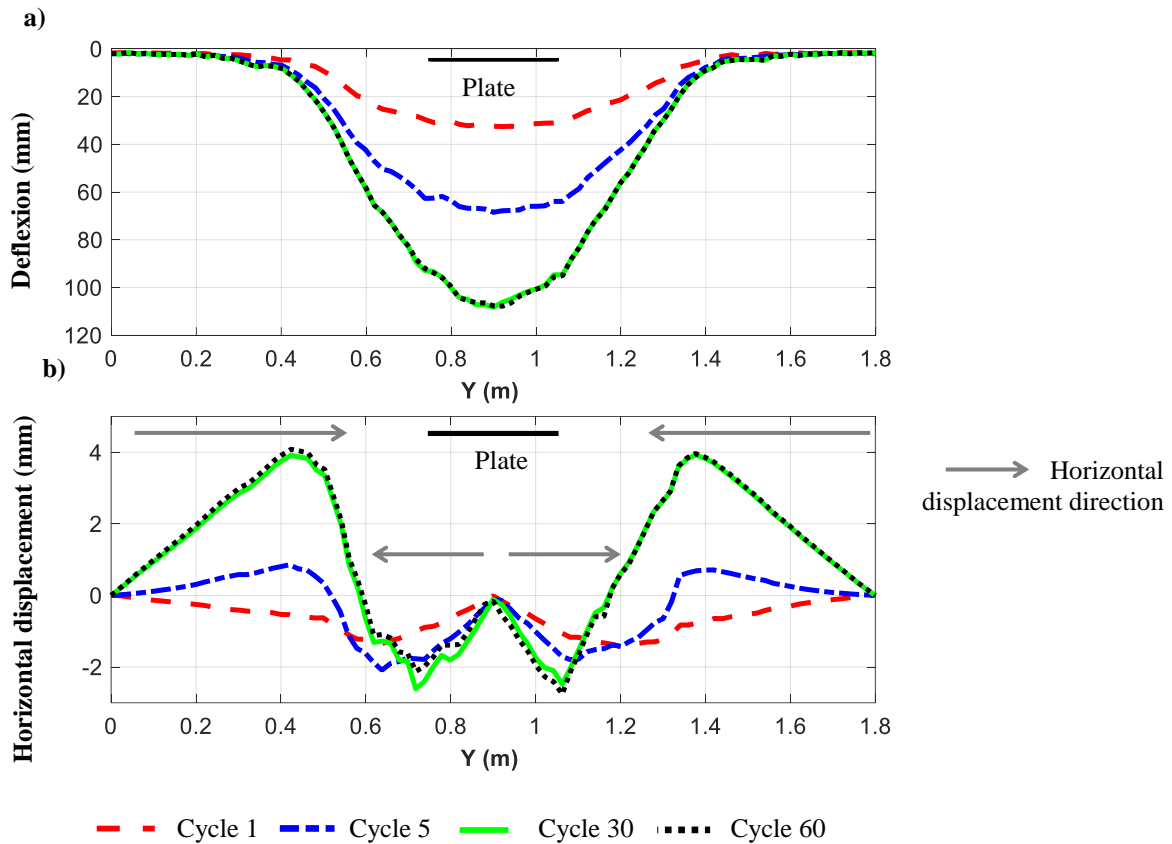 a)
0
20
40
60
80
100
120
Deflexion (mm)
Plate
0 0.2 0.4 0.6 0.8 1 1.2 1.4 1.6 1.8
Y (m)
b)
4
2
0
-2
Horizontal displacement (mm)
Plate
0 0.2 0.4 0.6 0.8 1 1.2 1.4 1.6 1.8
Y (m)
Horizontal
displacement direction
Cycle 1 Cycle 5 Cycle 30 Cycle 60